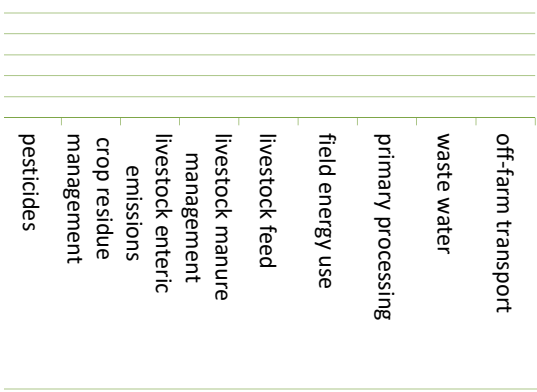 pesticides
crop residue
management
livestock enteric
emissions
livestock manure
management
livestock feed
field energy use
primary processing
waste water
off-farm transport